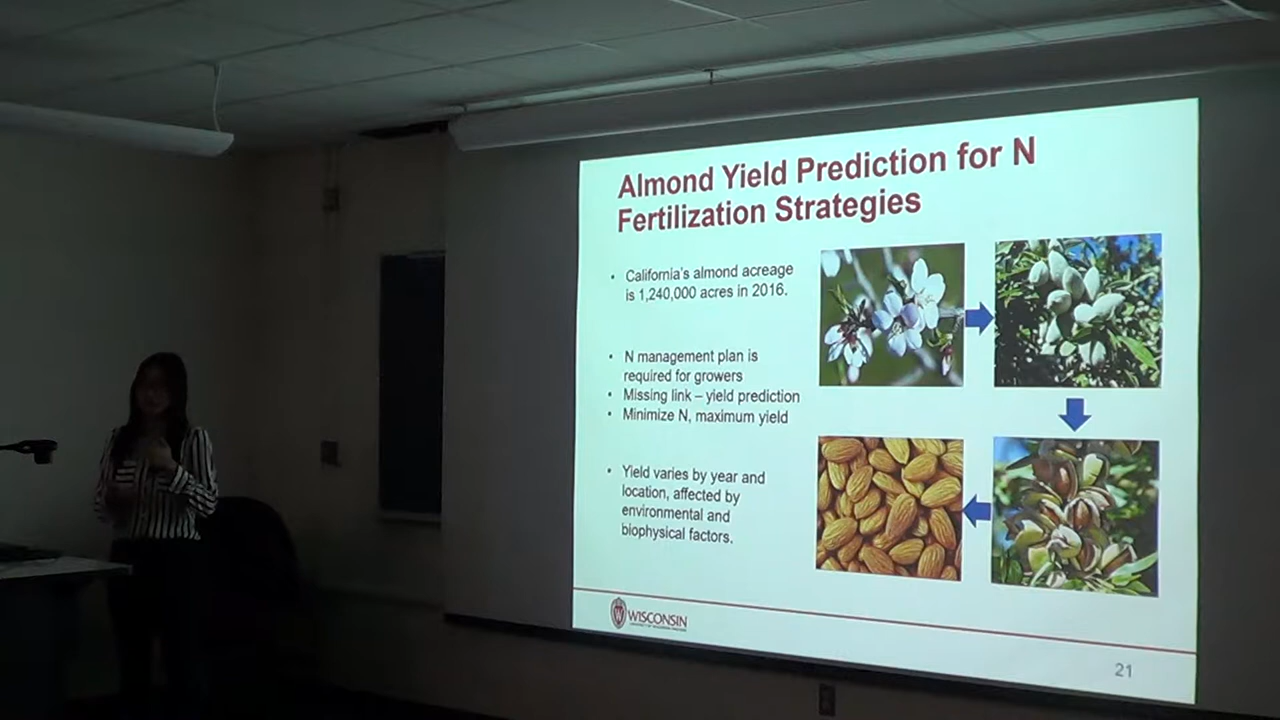 Almond Yield Prediction for N
Fertilization Strategies
• California's almond acreage
is 1,240,000 acres in 2016.
• N management plan is
required for growers
• Missing link – yield prediction
• Minimize N, maximum yield
• Yield varies by year and
location, affected by
environmental and
biophysical factors.
W
WISCONSIN
21